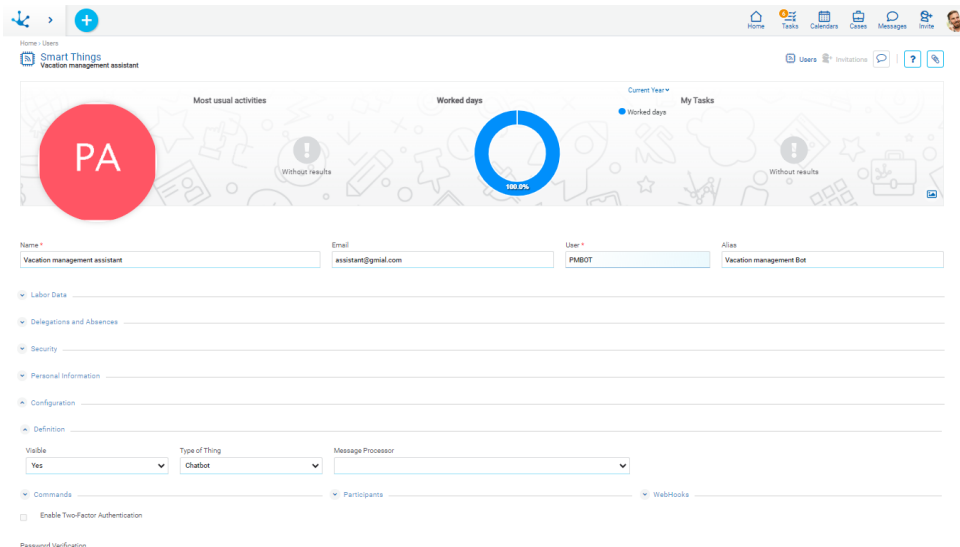 Home Tasks Calendars Cases Messages Invite
6
Home › Users
Smart Things
Vacation management assistant
Users Invitations ?
Current Year
Most usual activities Worked days My Tasks
Worked days
PA
Without results Without results
100.0%
Name * Email User * Alias
Vacation management assistant assistant@gmial.com PMBOT Vacation management Bot
Labor Data
Delegations and Absences
Security
Personal Information
Configuration
Definition
Visible Type of Thing Message Processor
Yes Chatbot
Commands Participants WebHooks
Enable Two-Factor Authentication
Password Verification